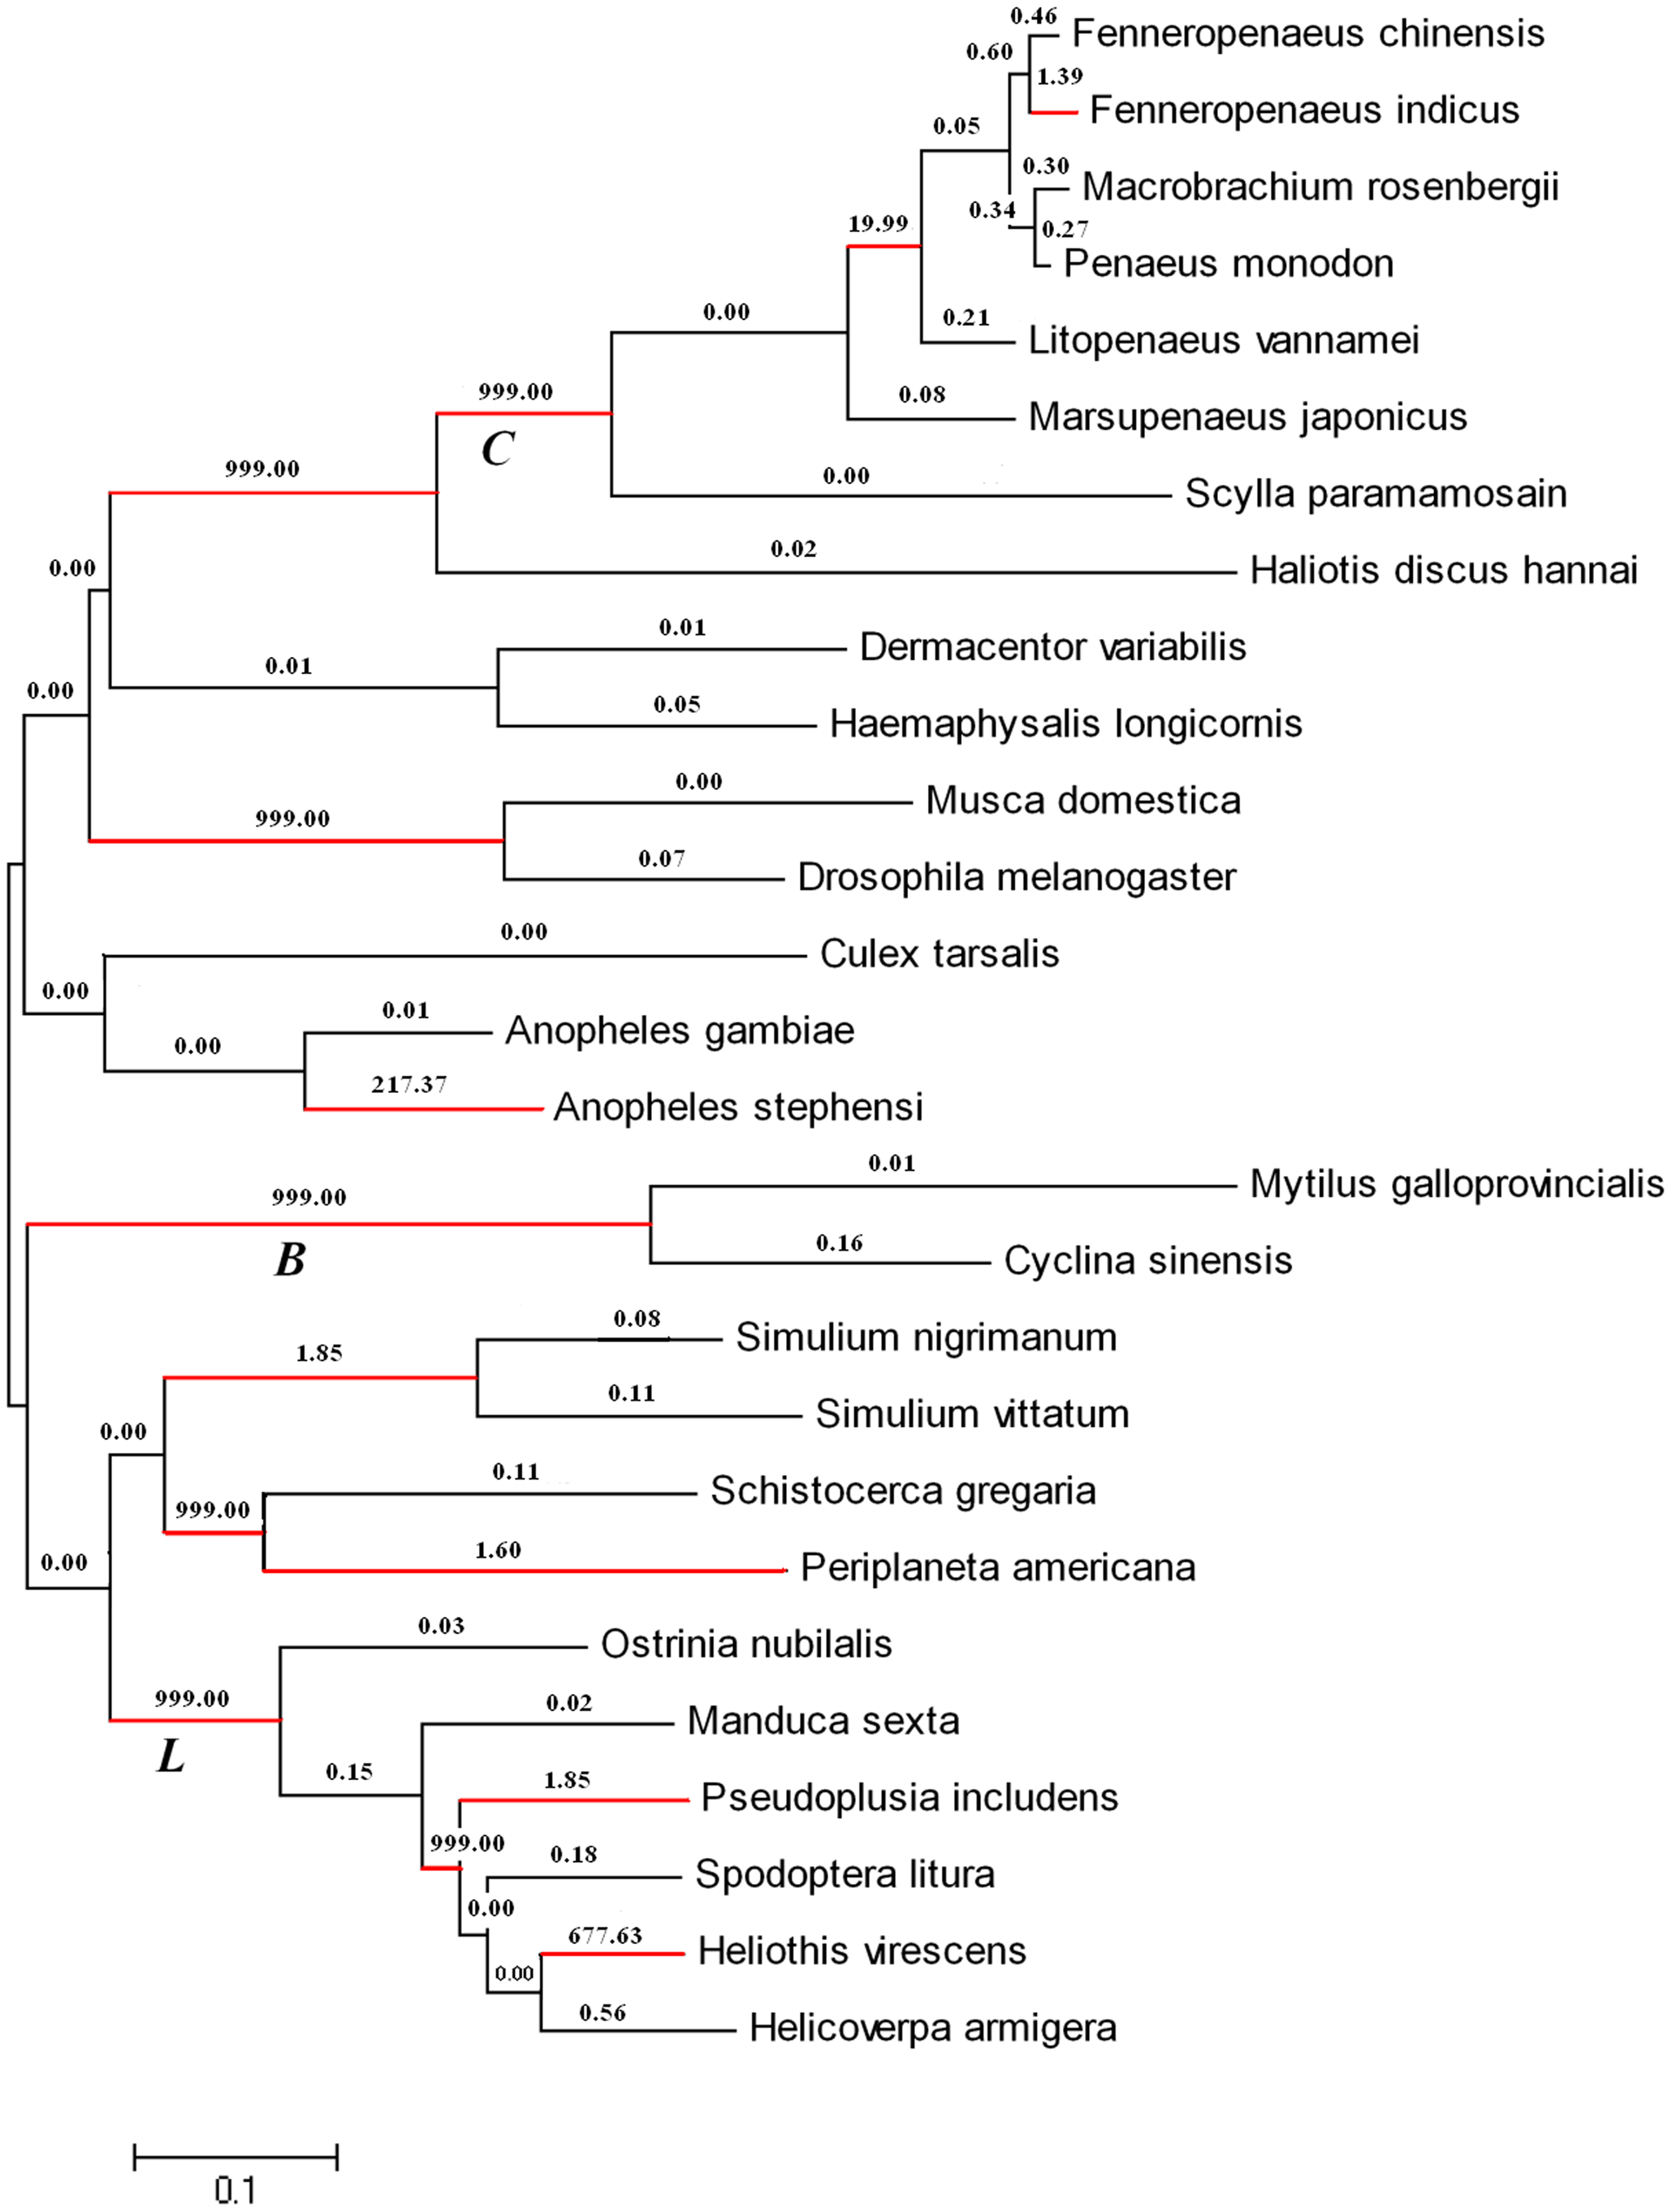 0.46
Fenneropenaeus chinensis
0.60
1.39
Fenneropenaeus indicus
0.05
0.30
Macrobrachium rosenbergii
0.34
0.27
19.99
Penaeus monodon
0.21
0.00
Litopenaeus vannamei
0.08
999.00
Marsupenaeus japonicus
C
999.00
0.00
Scylla paramamosain
0.02
0.00
Haliotis discus hannai
0.01
Dermacentor variabilis
0.01
0.00
0.05
Haemaphysalis longicornis
0.00
Musca domestica
999.00
0.07
Drosophila melanogaster
0.00
Culex tarsalis
0.00
0.01
Anopheles gambiae
0.00
217.37
Anopheles stephensi
0.01
Mytilus galloprovincialis
999.00
0.16
B
Cyclina sinensis
0.08
Simulium nigrimanum
1.85
0.11
Simulium vittatum
0.00
0.11
Schistocerca gregaria
999.00
1.60
0.00
Periplaneta americana
0.03
Ostrinia nubilalis
999.00
0.02
Manduca sexta
L
0.15
1.85
Pseudoplusia includens
999.00
0.18
Spodoptera litura
0.00
677.63
Heliothis virescens
0.00
0.56
Helicoverpa armigera
0.1